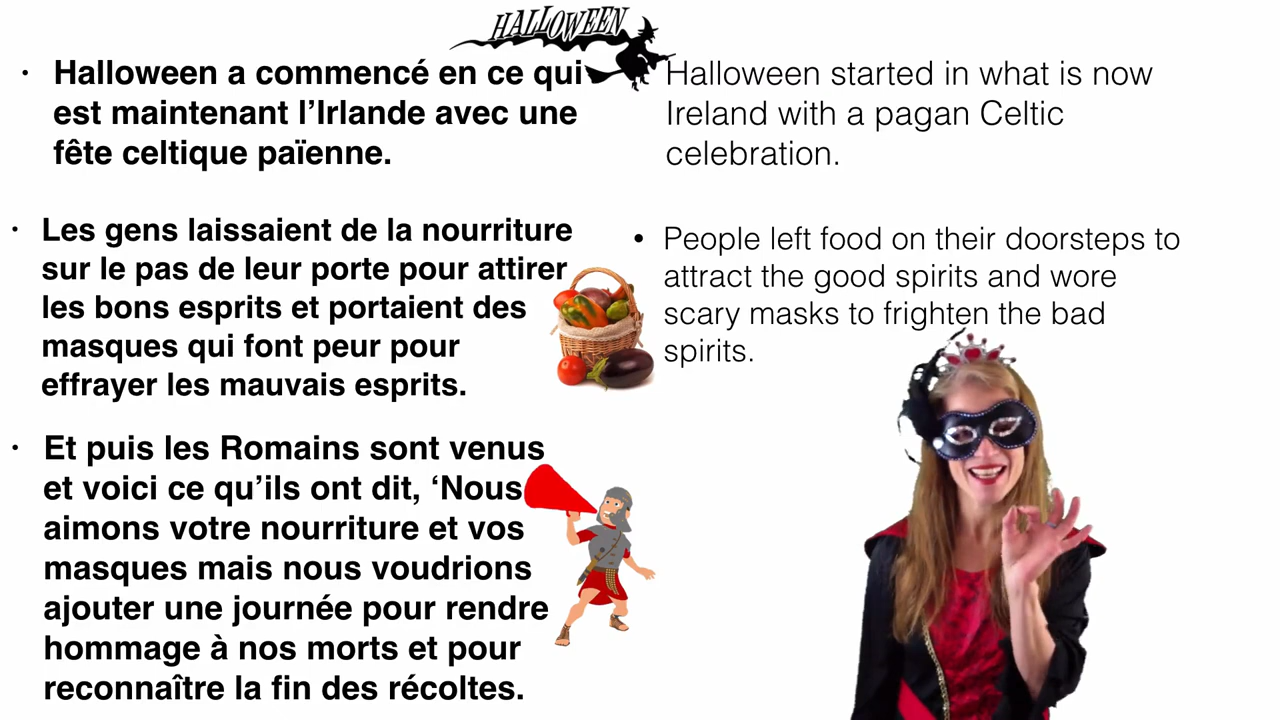 HALLOWEEN
• Halloween a commencé en ce qui
est maintenant l’Irlande avec une
fête celtique païenne.
Halloween started in what is now
Ireland with a pagan Celtic
celebration.
• Les gens laissaient de la nourriture
sur le pas de leur porte pour attirer
les bons esprits et portaient des
masques qui font peur pour
effrayer les mauvais esprits.
• People left food on their doorsteps to
attract the good spirits and wore
scary masks to frighten the bad
spirits.
• Et puis les Romains sont venus
et voici ce qu’ils ont dit, ‘Nous
aimons votre nourriture et vos
masques mais nous voudrions
ajouter une journée pour rendre
hommage à nos morts et pour
reconnaître la fin des récoltes.